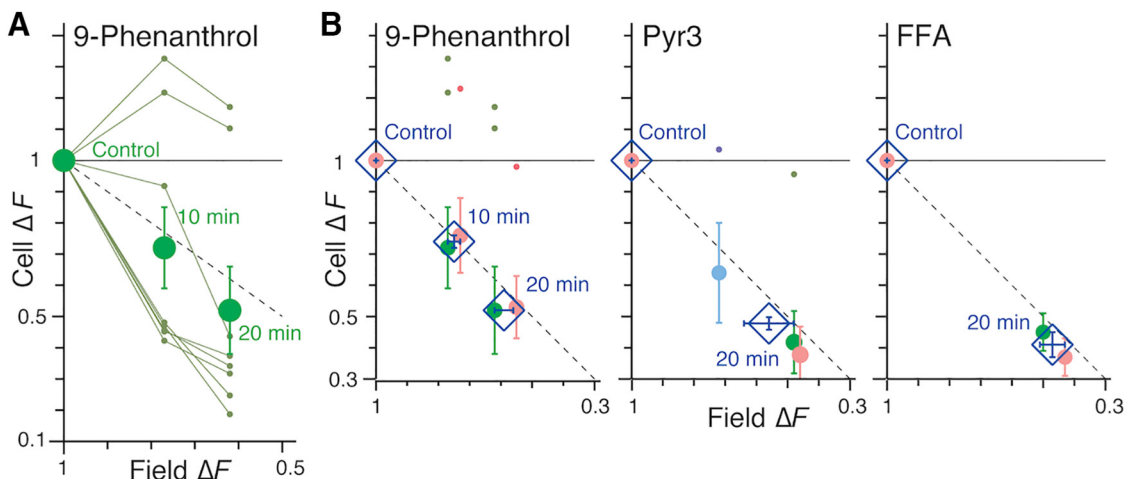 A
9-Phenanthrol
Cell Δ F
1
0.5
0.1
Control
10 min
20 min
1
Field ΔF
0.5
B
9-Phenanthrol
Cell Δ F
1
0.5
0.3
Control
10 min
20 min
1
0.3
Pyr3
Control
20 min
1
0.3
Field ΔF
FFA
Control
20 min
1
0.3